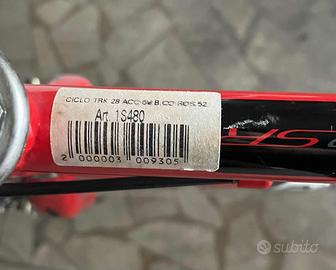 CICLO TRK 28 ACC 6V B.CO-ROS.52
Art. 1S480
2 000003 009305
subito